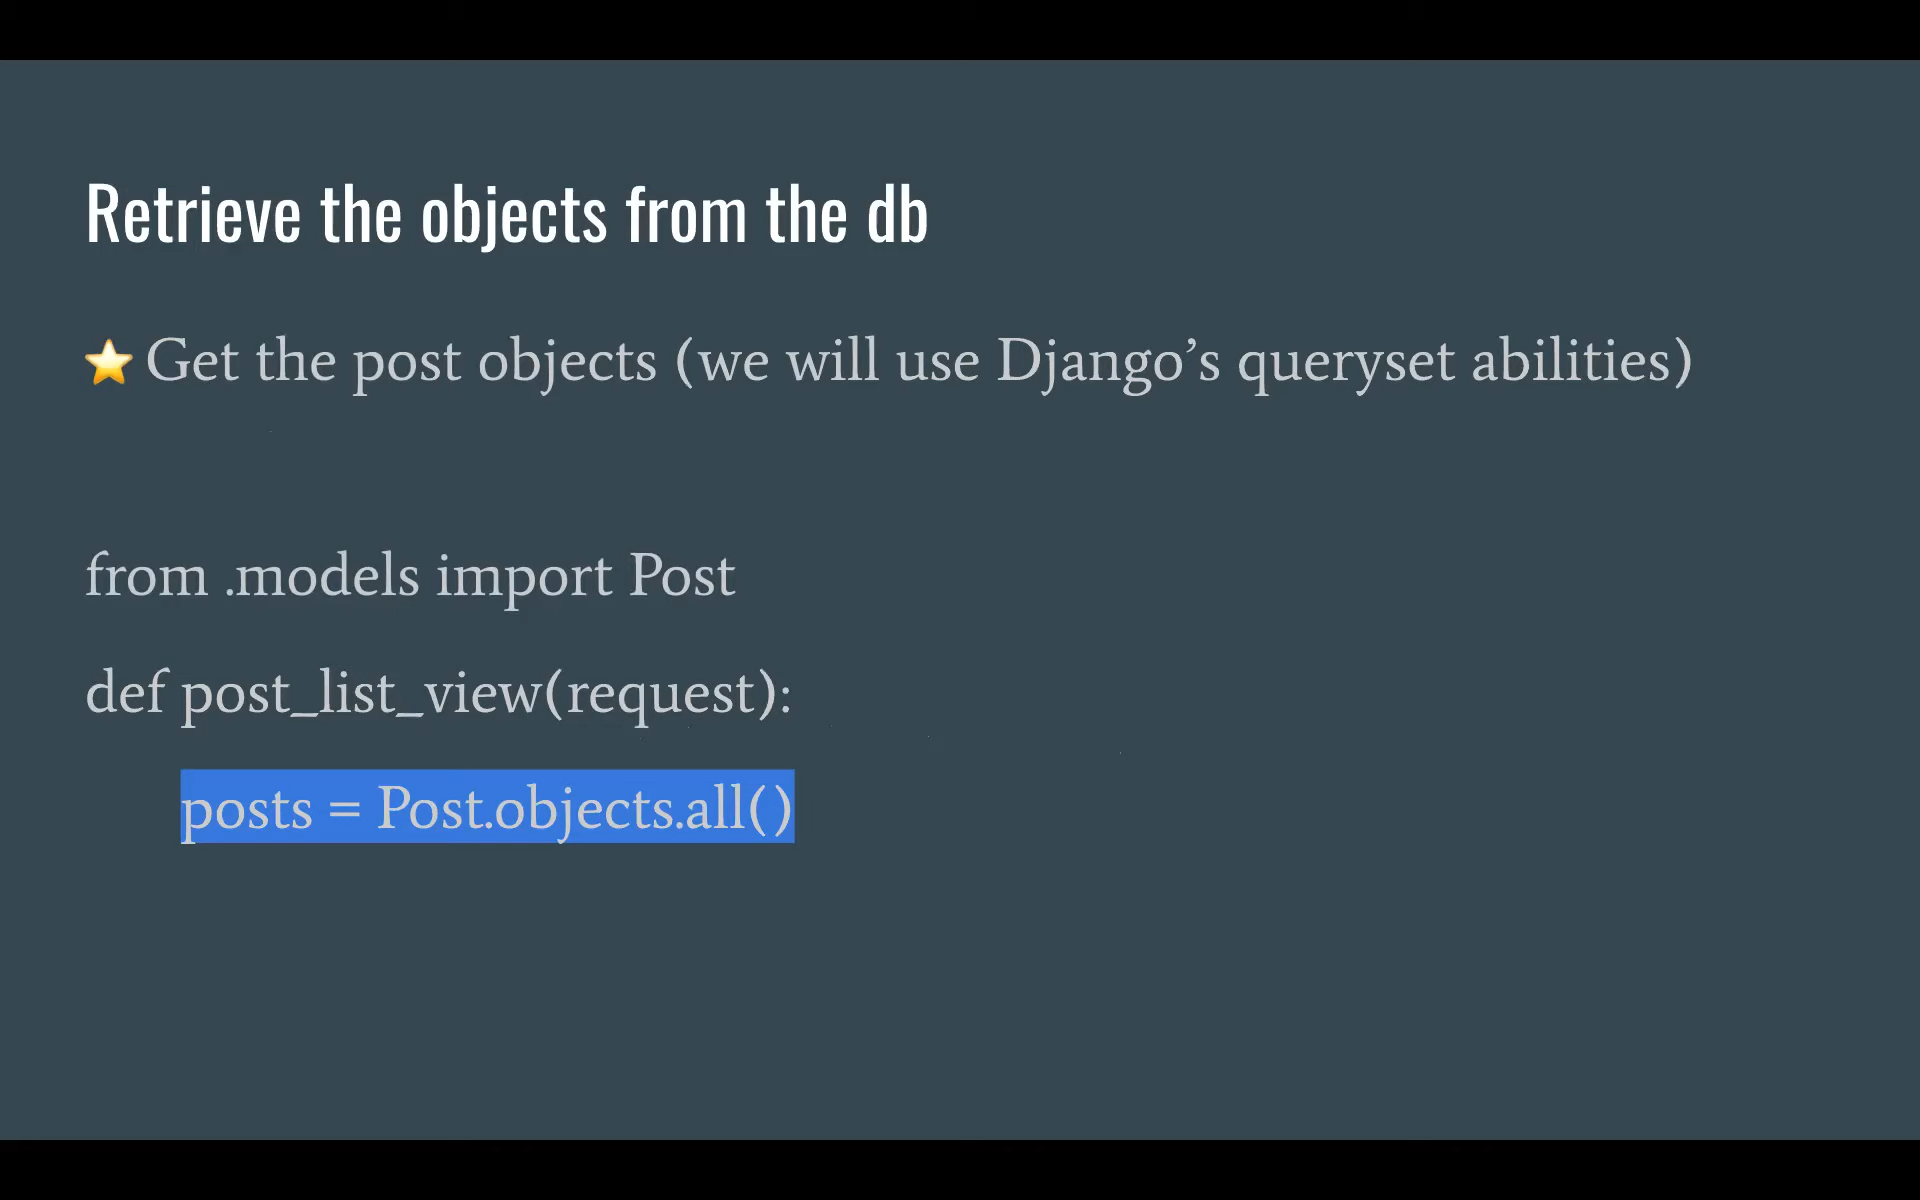 Retrieve the objects from the db
⭐ Get the post objects (we will use Django’s queryset abilities)
from .models import Post
def post_list_view(request):
posts = Post.objects.all()